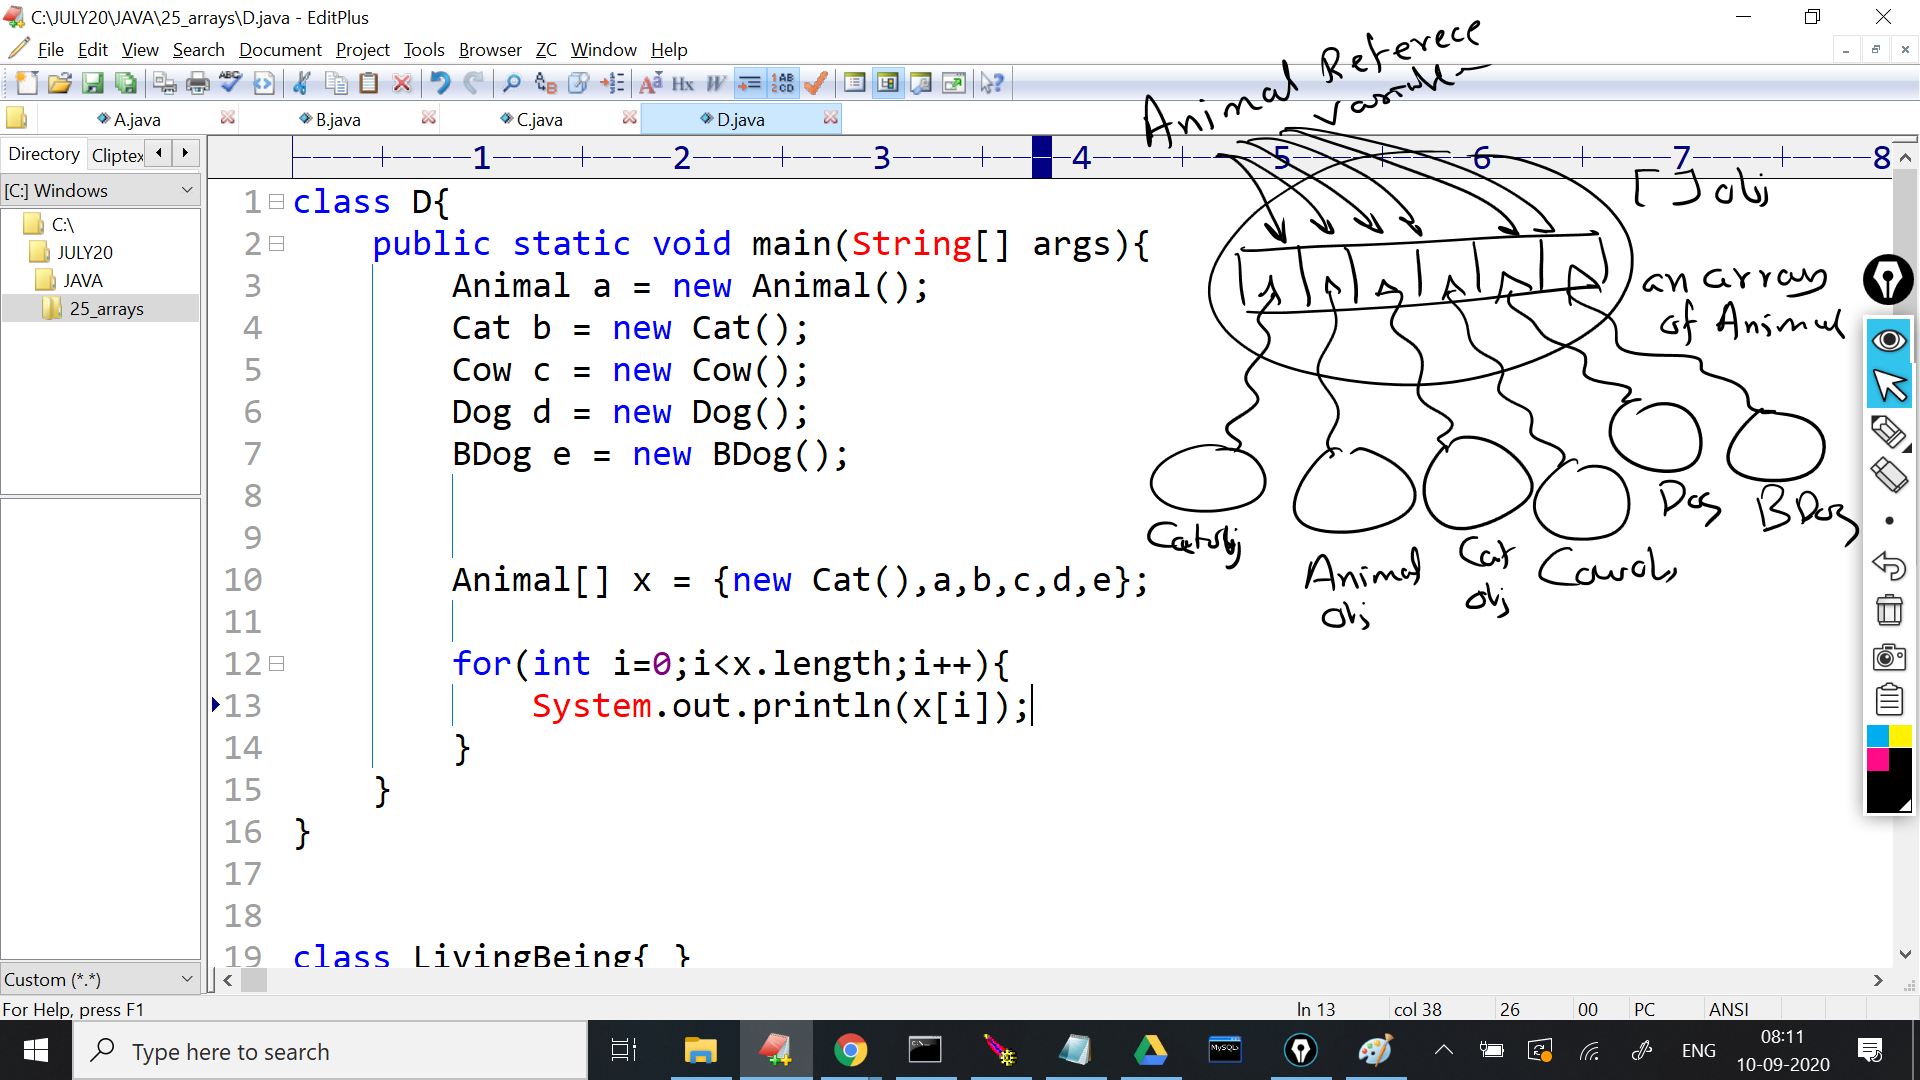 C:\JULY20\JAVA\25_arrays\D.java - EditPlus
File Edit View Search Document Project Tools Browser ZC Window Help
A.java B.java C.java D.java
Directory Cliptex
[C:] Windows
C:\
JULY20
JAVA
25_arrays
1 2 3 4 5 6 7 8
1 class D{
2 public static void main(String[] args){
3 Animal a = new Animal();
4 Cat b = new Cat();
5 Cow c = new Cow();
6 Dog d = new Dog();
7 BDog e = new BDog();
8
9
10 Animal[] x = {new Cat(),a,b,c,d,e};
11
12 for(int i=0;i<x.length;i++){
13 System.out.println(x[i]);
14 }
15 }
16 }
17
18
19 class LivingBeing{ }
Animal Referece
variable
[ ] obj
an array
of Animal
Cat obj
Animal
obj
Cat
obj
Cow ob
Dog
BDog
Custom (*.*)
For Help, press F1
ln 13 col 38 26 00 PC ANSI
Type here to search
MySQL
ENG
08:11
10-09-2020